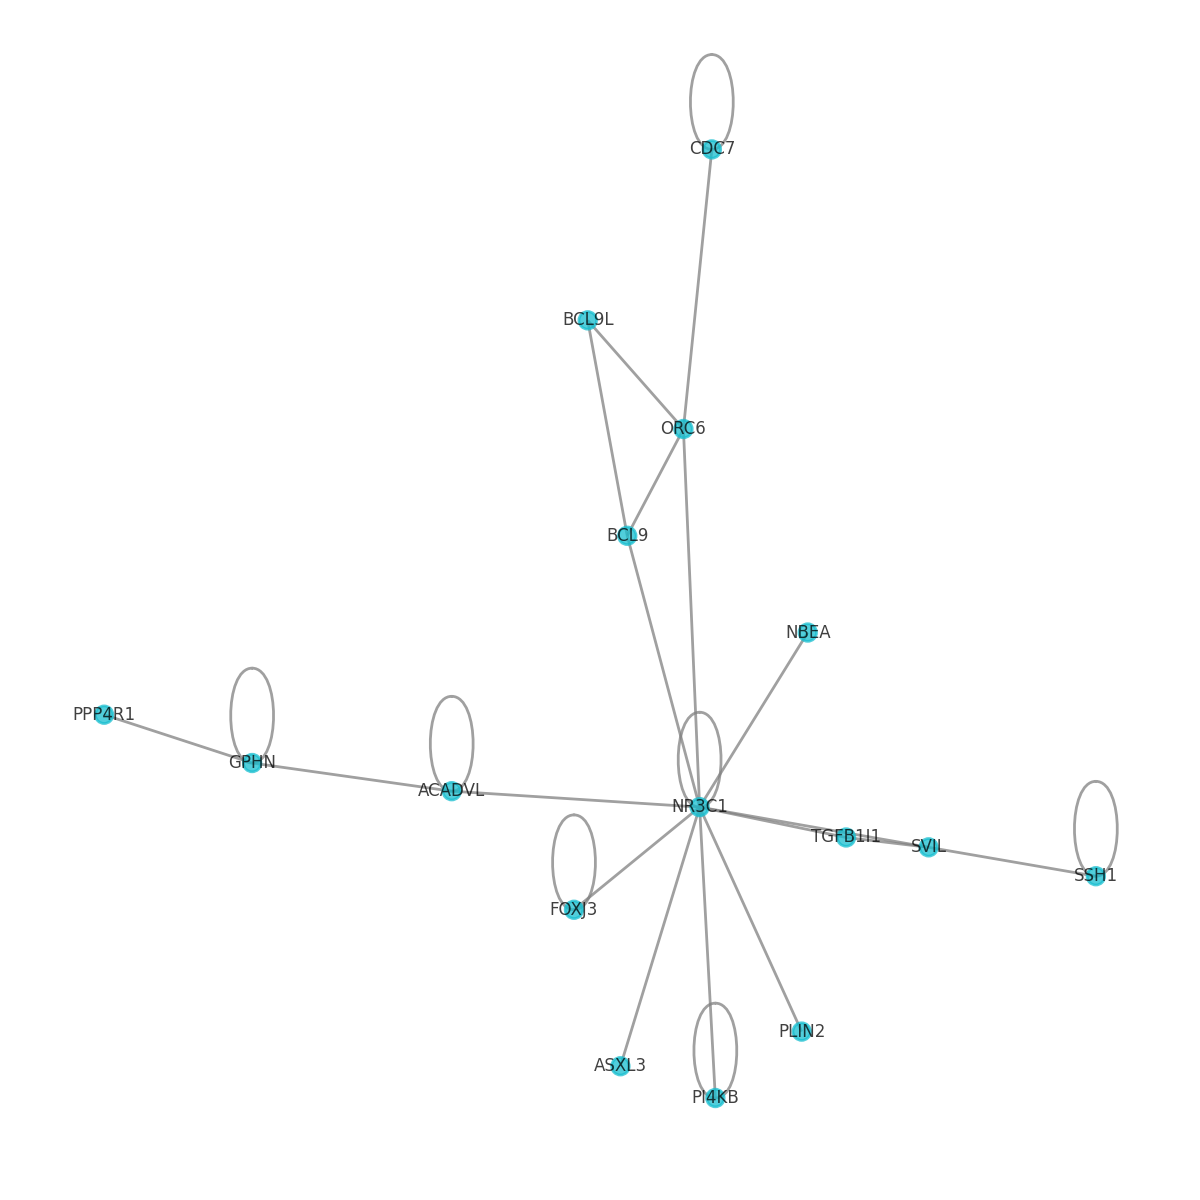 CDC7
BCL9L
ORC6
BCL9
NBEA
PPP4R1
GPHN
ACADVL
NR3C1
TGFB1I1
SVIL
SSH1
FOXJ3
PLIN2
ASXL3
PI4KB